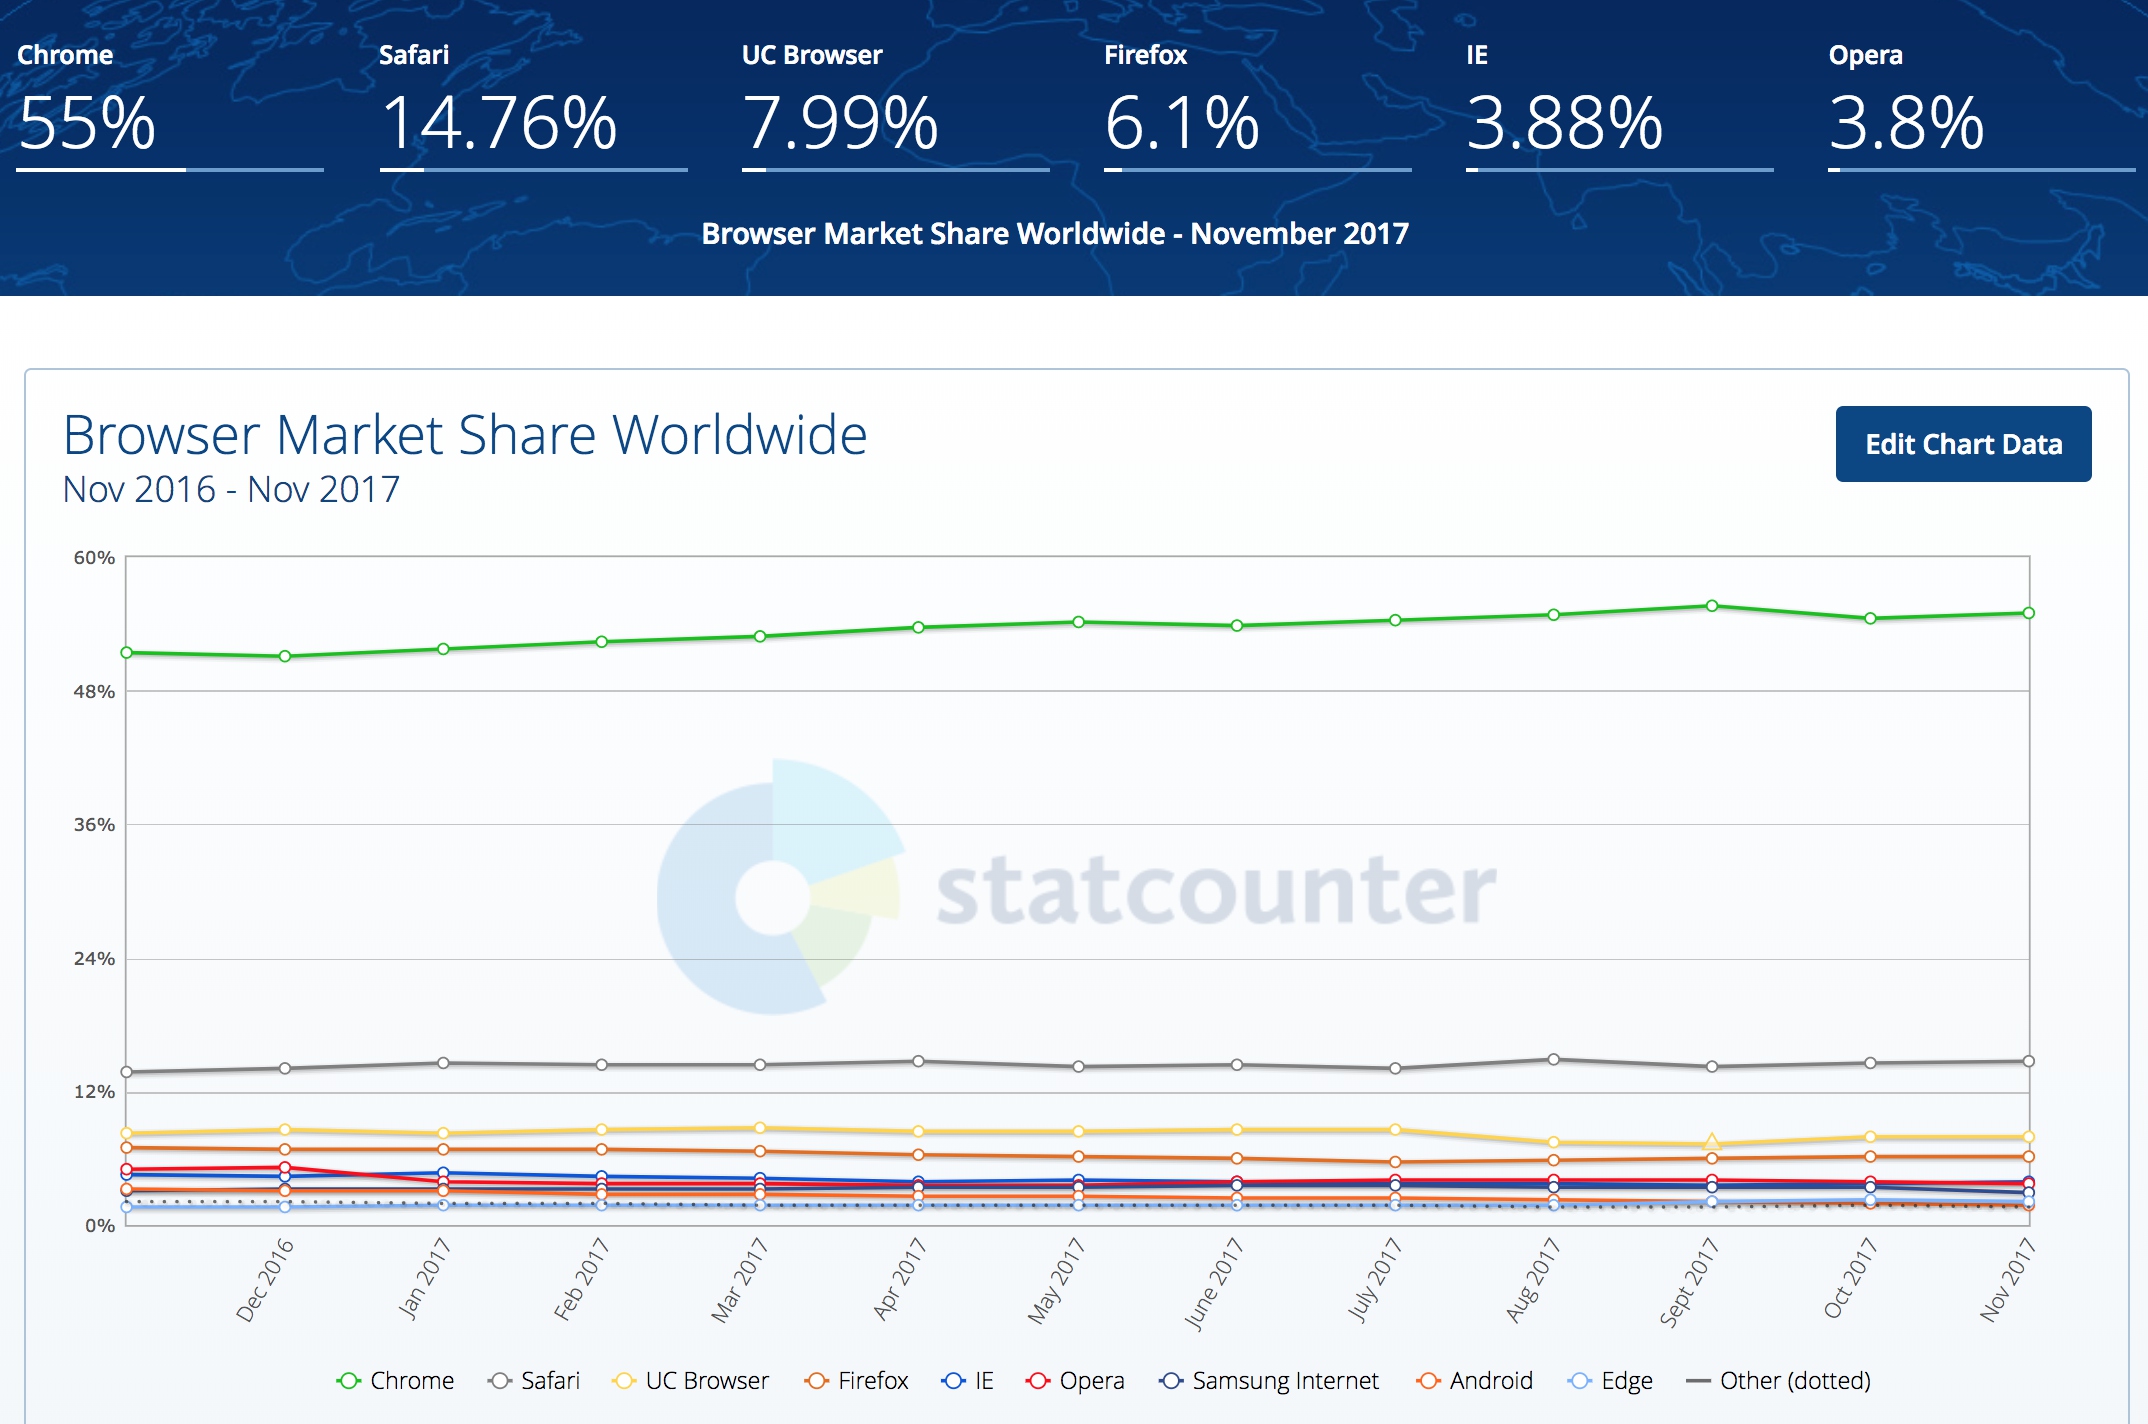 Chrome Safari UC Browser Firefox IE Opera
55% 14.76% 7.99% 6.1% 3.88% 3.8%
Browser Market Share Worldwide - November 2017
Browser Market Share Worldwide
Edit Chart Data
Nov 2016 - Nov 2017
60%
48%
36%
statcounter
24%
12%
0%
Dec 2016 Jan 2017 Feb 2017 Mar 2017 Apr 2017 May 2017 June 2017 July 2017 Aug 2017 Sept 2017 Oct 2017 Nov 2017
Chrome Safari UC Browser Firefox IE Opera Samsung Internet Android Edge Other (dotted)